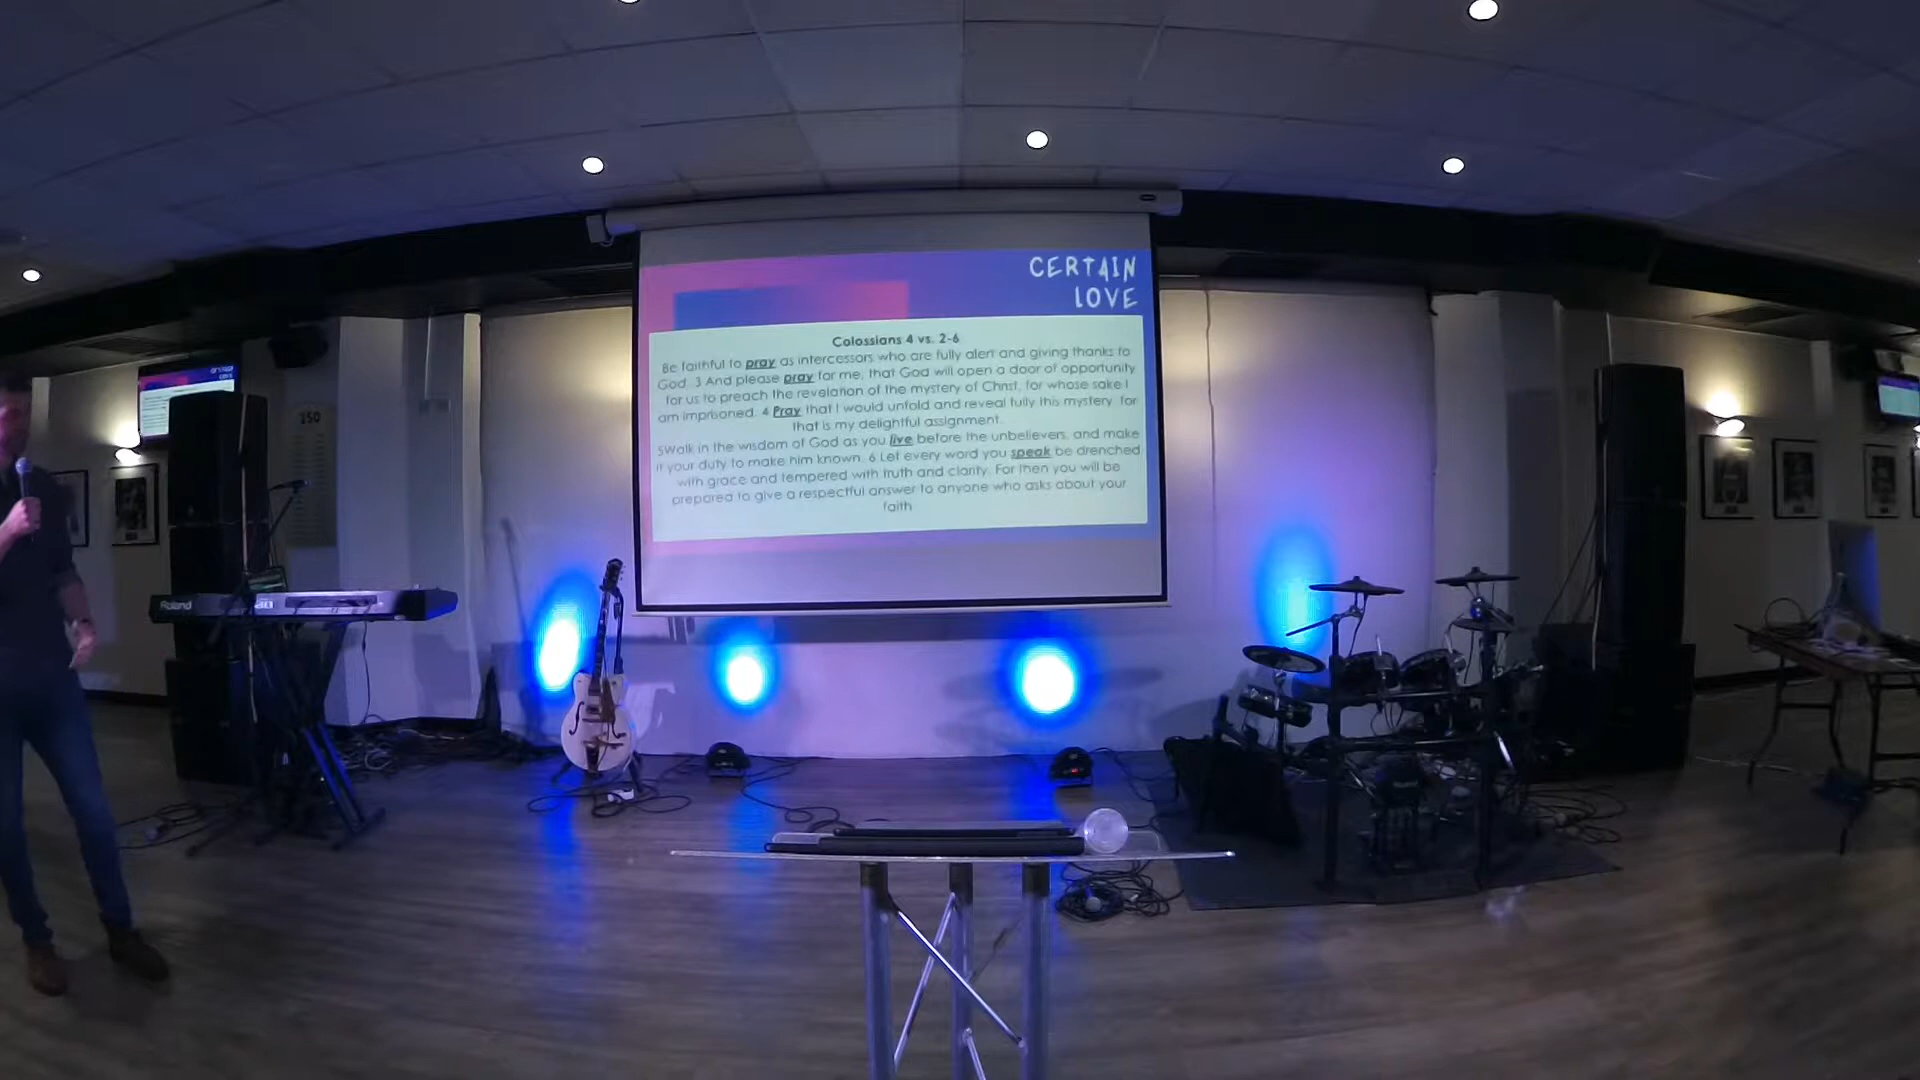 CERTAIN
LOVE
Colossians 4 vs. 2-6
Be faithful to pray as intercessors who are fully alert and giving thanks to
God. 3 And please pray for me, that God will open a door of opportunity
for us to preach the revelation of the mystery of Christ, for whose sake I
am imprisoned. 4 Pray that I would unfold and reveal fully this mystery, for
that is my delightful assignment.
5Walk in the wisdom of God as you live before the unbelievers, and make
it your duty to make him known. 6 Let every word you speak be drenched
with grace and tempered with truth and clarity. For then you will be
prepared to give a respectful answer to anyone who asks about your
faith
150
Roland